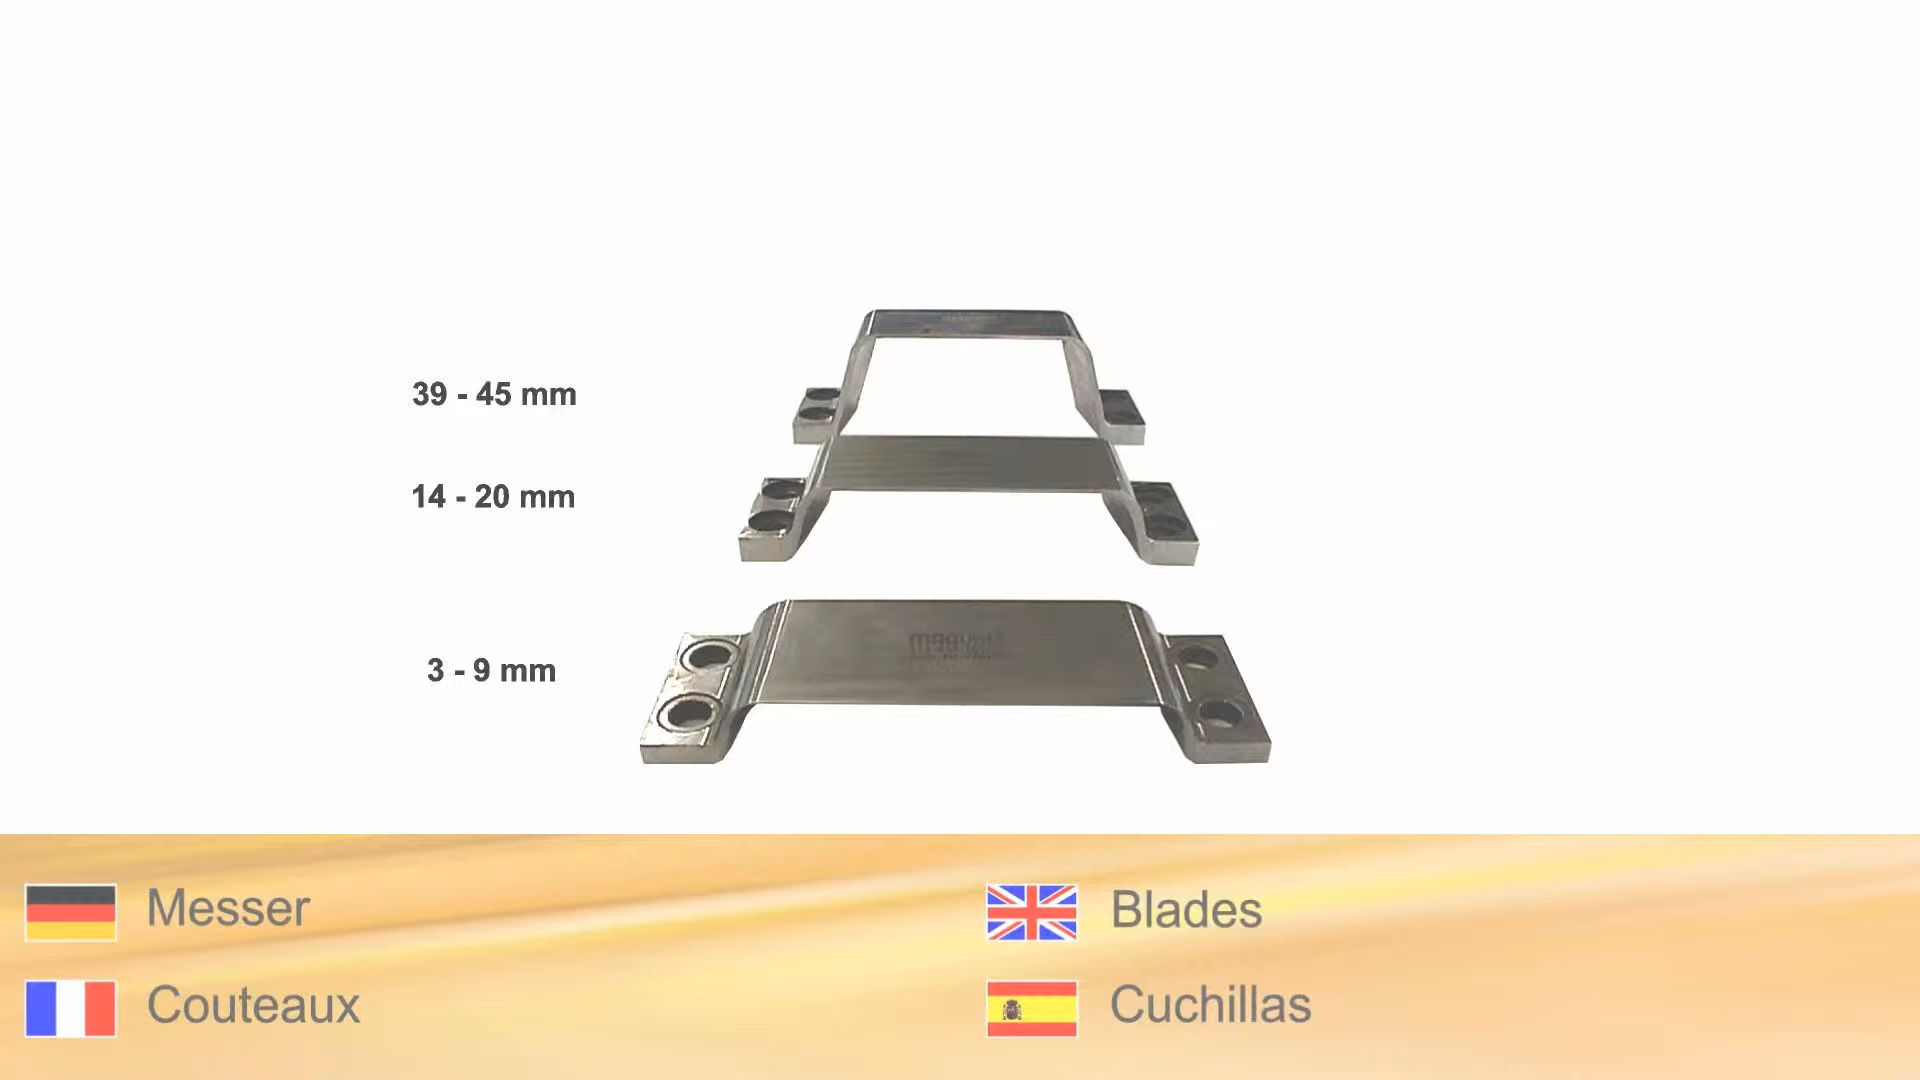 39 - 45 mm
14 - 20 mm
3 - 9 mm
Messer
Blades
Couteaux
Cuchillas